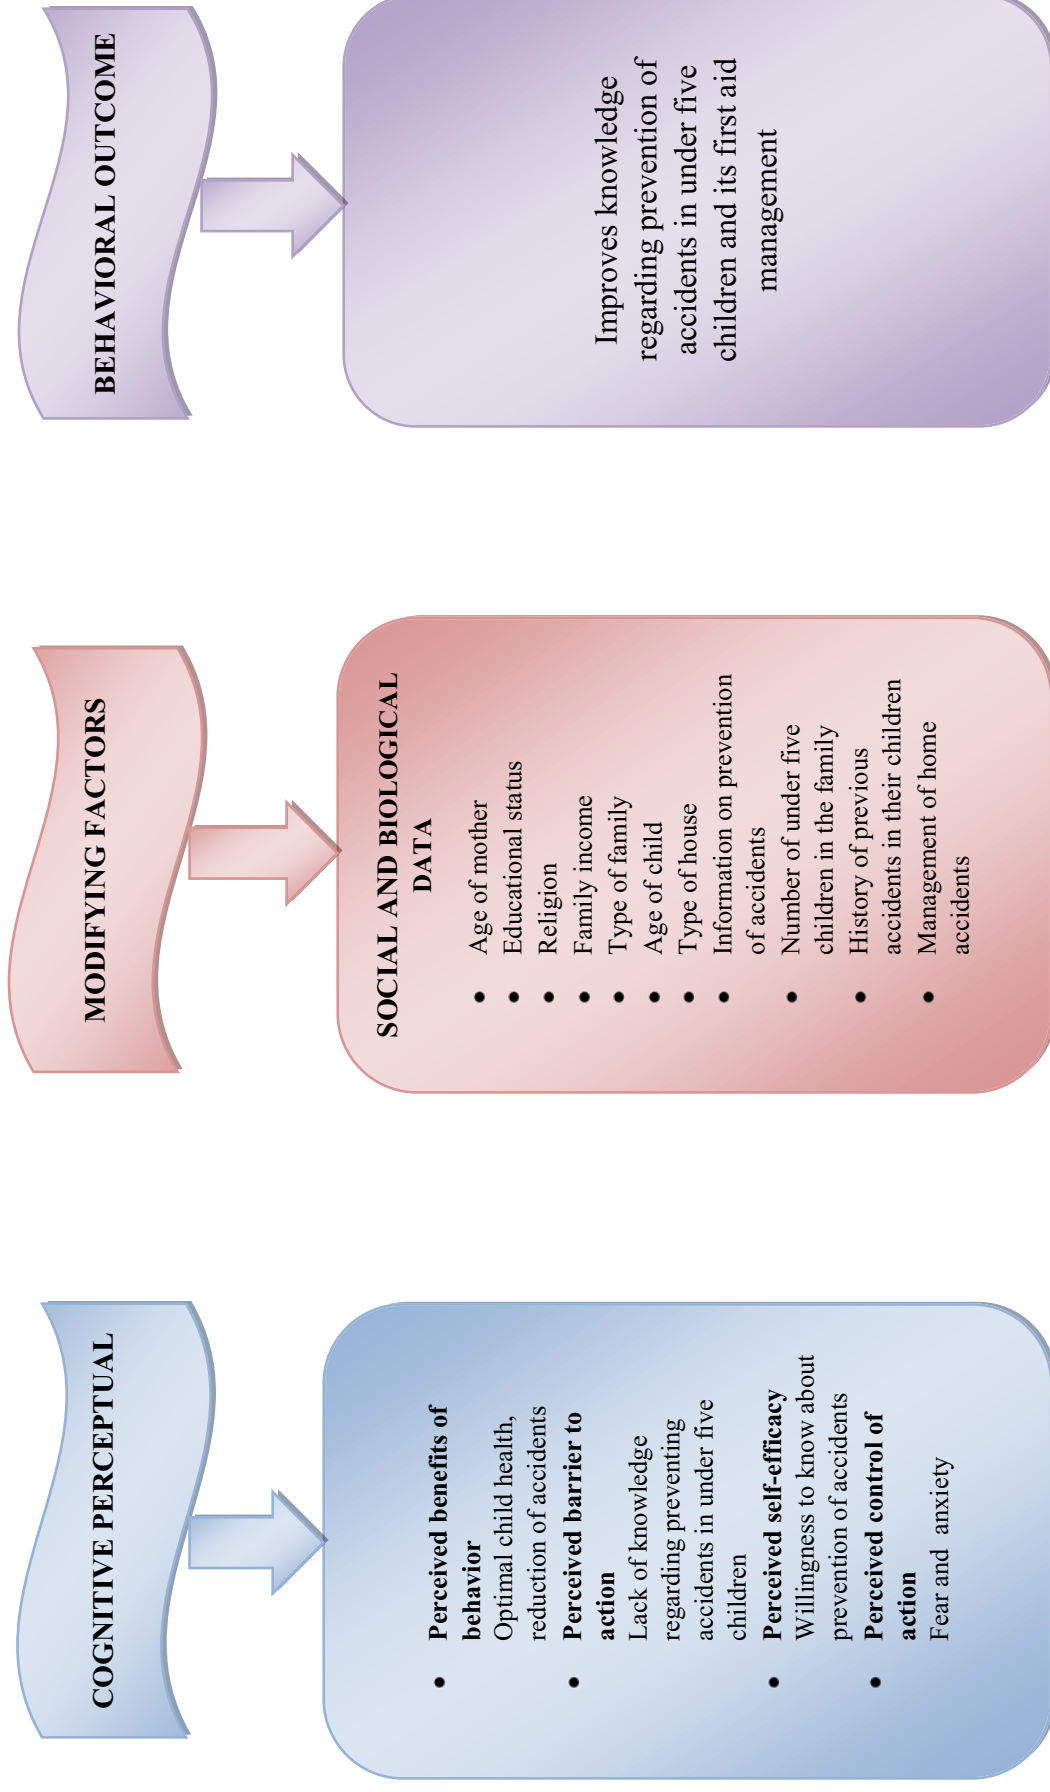 COGNITIVE PERCEPTUAL
• Perceived benefits of
behavior
Optimal child health,
reduction of accidents
• Perceived barrier to
action
Lack of knowledge
regarding preventing
accidents in under five
children
• Perceived self-efficacy
Willingness to know about
prevention of accidents
• Perceived control of
action
Fear and anxiety
MODIFYING FACTORS
SOCIAL AND BIOLOGICAL
DATA
• Age of mother
• Educational status
• Religion
• Family income
• Type of family
• Age of child
• Type of house
• Information on prevention
of accidents
• Number of under five
children in the family
• History of previous
accidents in their children
• Management of home
accidents
BEHAVIORAL OUTCOME
Improves knowledge
regarding prevention of
accidents in under five
children and its first aid
management